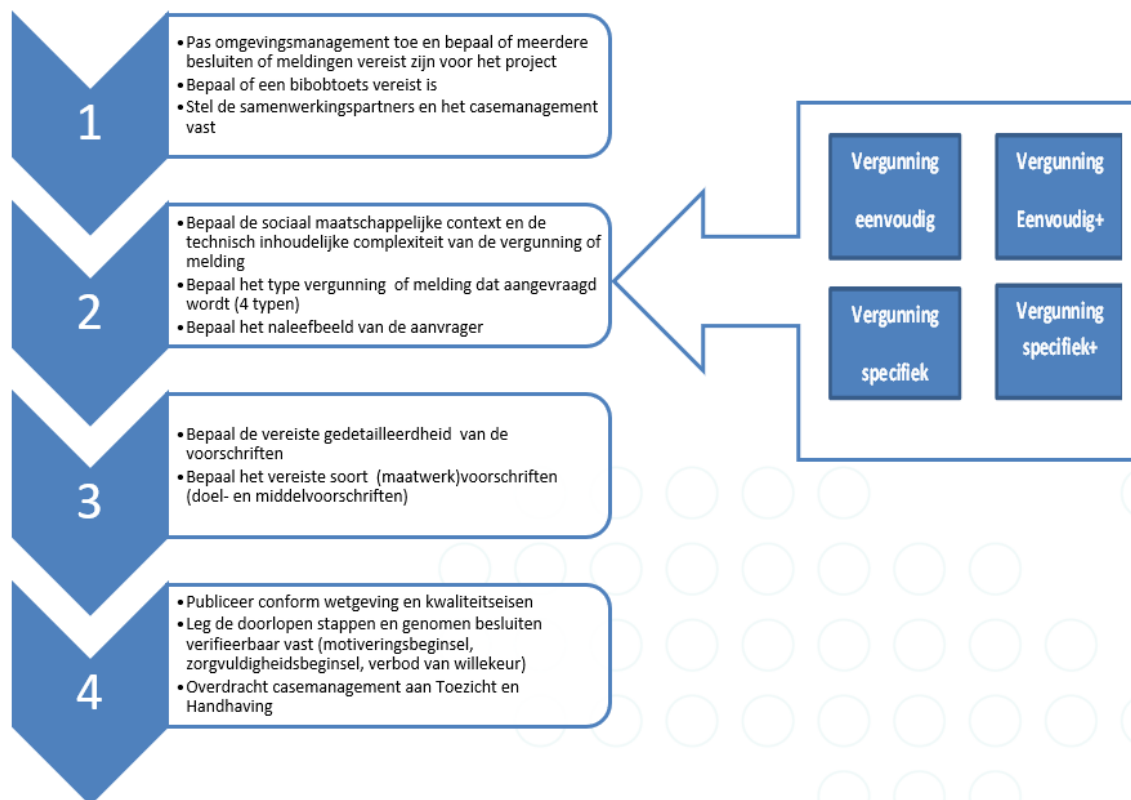 1
•Pas omgevingsmanagement toe en bepaal of meerdere
besluiten of meldingen vereist zijn voor het project
•Bepaal of een bibobtoets vereist is
•Stel de samenwerkingspartners en het casemanagement
vast
2
•Bepaal de sociaal maatschappelijke context en de
technisch inhoudelijke complexiteit van de vergunning of
melding
•Bepaal het type vergunning of melding dat aangevraagd
wordt (4 typen)
•Bepaal het naleefbeeld van de aanvrager
Vergunning
eenvoudig
Vergunning
Eenvoudig+
Vergunning
specifiek
Vergunning
specifiek+
3
•Bepaal de vereiste gedetailleerdheid van de
voorschriften
•Bepaal het vereiste soort (maatwerk)voorschriften
(doel- en middelvoorschriften)
4
•Publiceer conform wetgeving en kwaliteitseisen
•Leg de doorlopen stappen en genomen besluiten
verifieerbaar vast (motiveringsbeginsel,
zorgvuldigheidsbeginsel, verbod van willekeur)
•Overdracht casemanagement aan Toezicht en
Handhaving